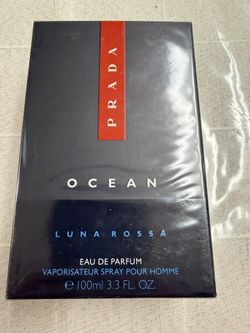 PRADA
OCEAN
LUNA ROSSA
EAU DE PARFUM
VAPORISATEUR SPRAY POUR HOMME
℮ 100ml 3.3 FL. OZ.